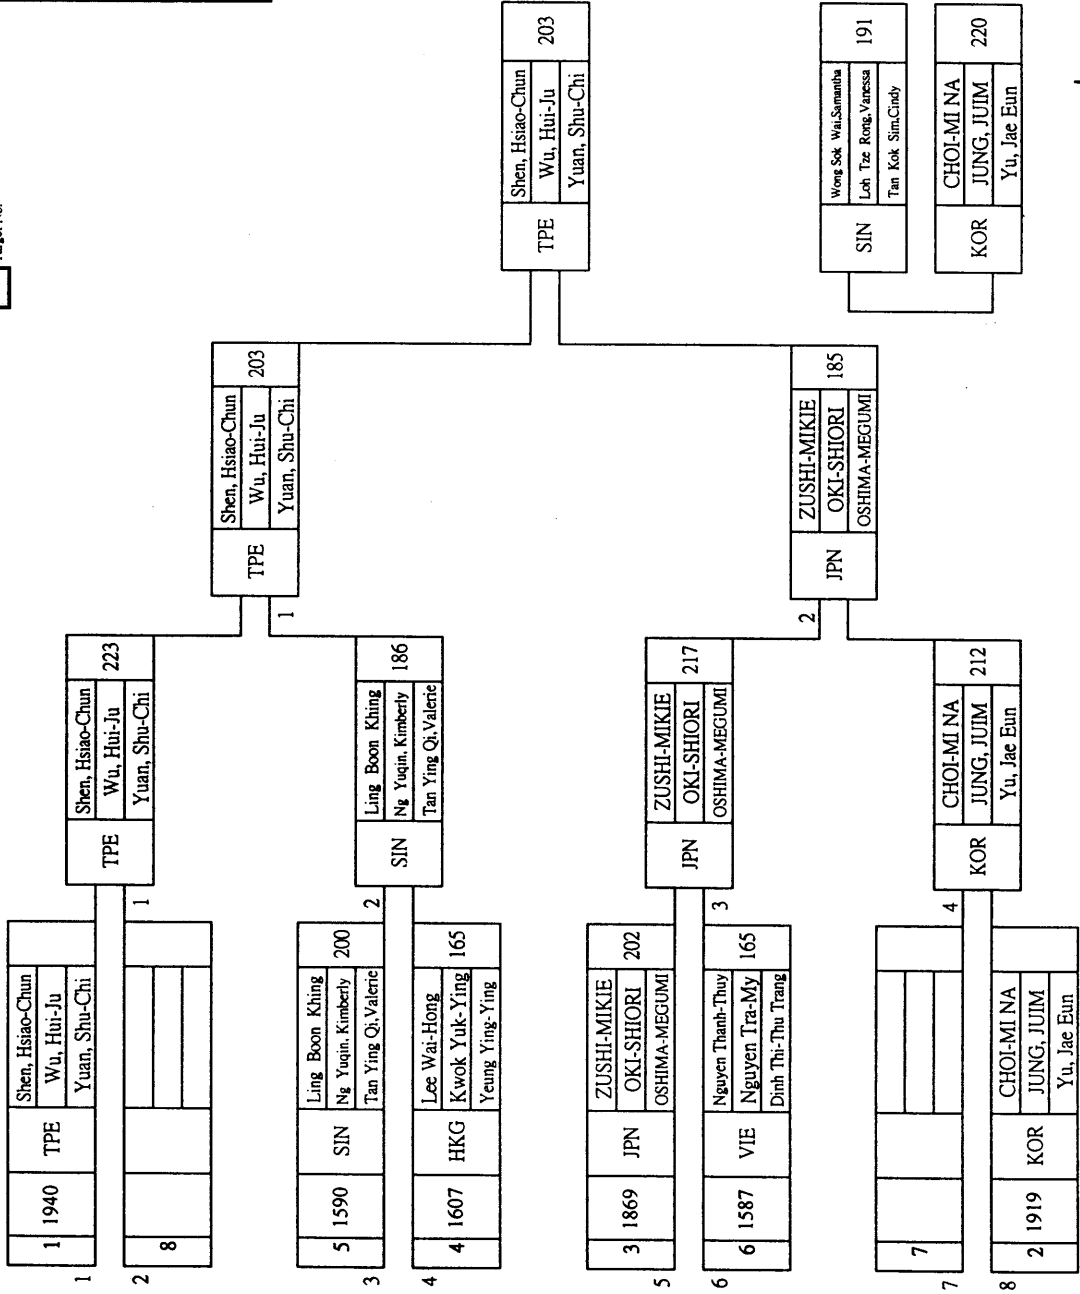 1
1 1940 TPE Shen, Hsiao-Chun
Wu, Hui-Ju
Yuan, Shu-Chi
2
8
1
TPE Shen, Hsiao-Chun
Wu, Hui-Ju
Yuan, Shu-Chi
223
3
5 1590 SIN Ling Boon Khing
Ng Yuqin, Kimberly
Tan Ying Qi,Valerie
200
4
4 1607 HKG Lee Wai-Hong
Kwok Yuk-Ying
Yeung Ying-Ying
165
2
SIN Ling Boon Khing
Ng Yuqin, Kimberly
Tan Ying Qi,Valerie
186
1
TPE Shen, Hsiao-Chun
Wu, Hui-Ju
Yuan, Shu-Chi
203
5
3 1869 JPN ZUSHI-MIKIE
OKI-SHIORI
OSHIMA-MEGUMI
202
6
6 1587 VIE Nguyen Thanh-Thuy
Nguyen Tra-My
Dinh Thi-Thu Trang
165
3
JPN ZUSHI-MIKIE
OKI-SHIORI
OSHIMA-MEGUMI
217
7
7
8
2 1919 KOR CHOI-MI NA
JUNG, JUIM
Yu, Jae Eun
4
KOR CHOI-MI NA
JUNG, JUIM
Yu, Jae Eun
212
2
JPN ZUSHI-MIKIE
OKI-SHIORI
OSHIMA-MEGUMI
185
TPE Shen, Hsiao-Chun
Wu, Hui-Ju
Yuan, Shu-Chi
203
SIN Wong Sok Wai,Samantha
Loh Tze Rong,Vanessa
Tan Kok Sim,Cindy
191
KOR CHOI-MI NA
JUNG, JUIM
Yu, Jae Eun
220